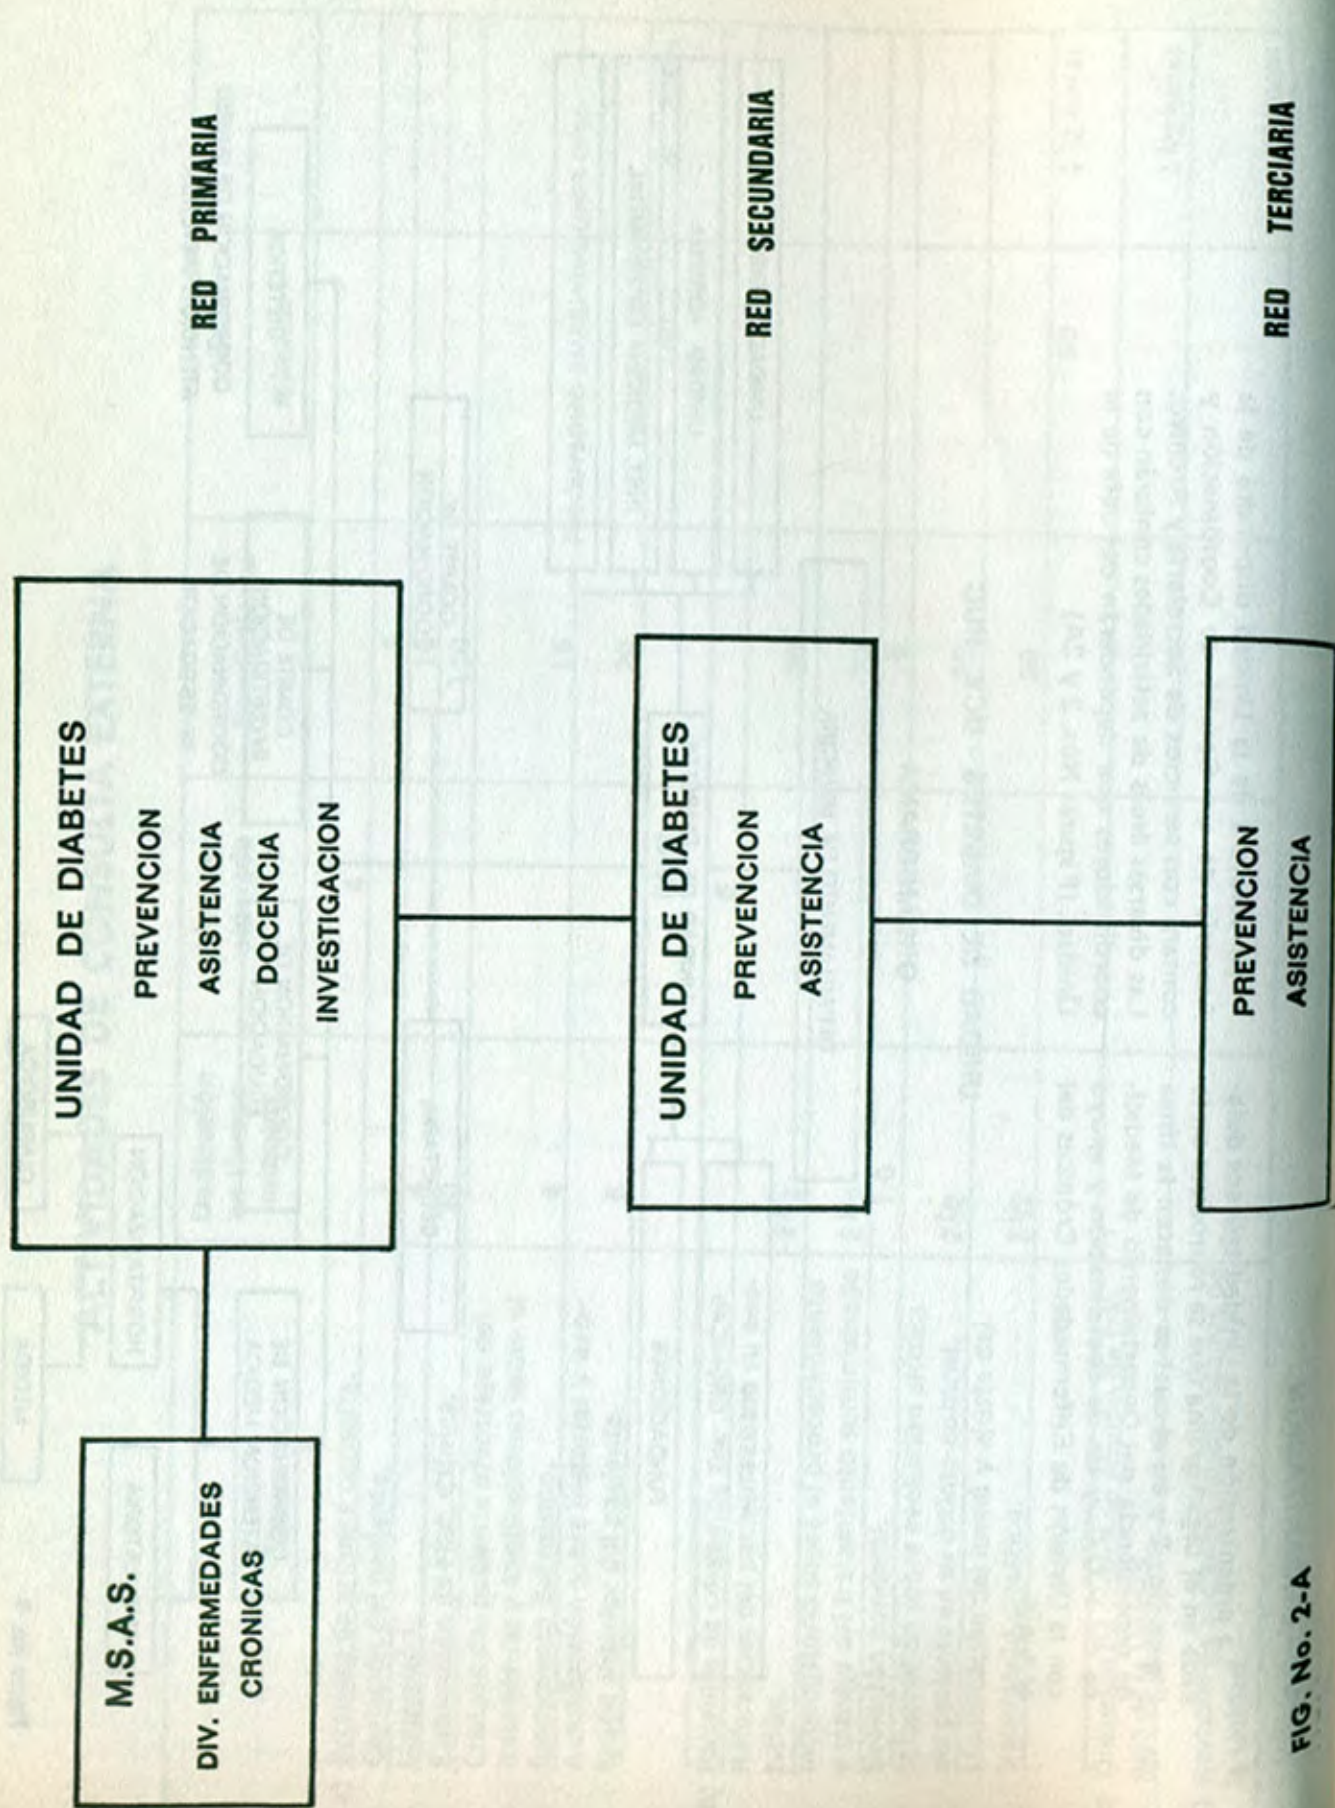 M.S.A.S.
DIV. ENFERMEDADES
CRONICAS
UNIDAD DE DIABETES
PREVENCION
ASISTENCIA
DOCENCIA
INVESTIGACION
RED PRIMARIA
UNIDAD DE DIABETES
PREVENCION
ASISTENCIA
RED SECUNDARIA
PREVENCION
ASISTENCIA
RED TERCIARIA
FIG. No. 2-A